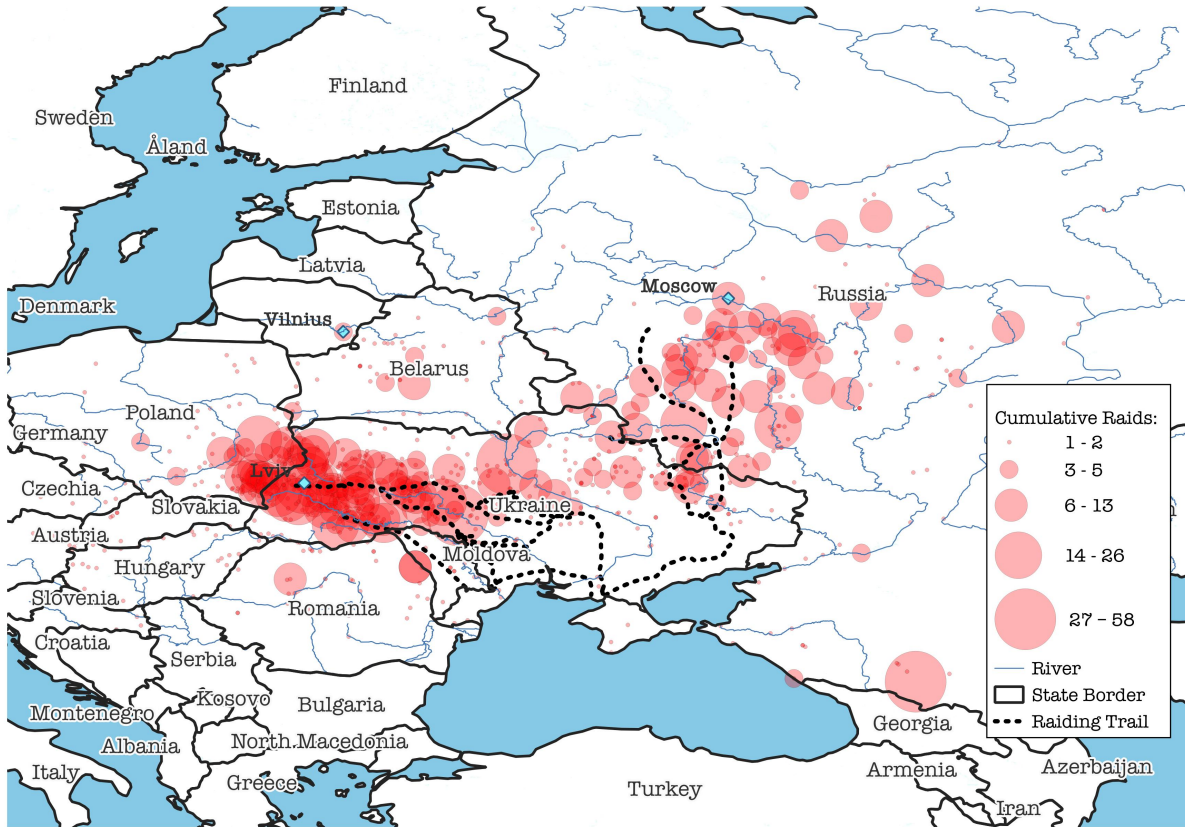 Finland
Sweden
Åland
Estonia
Latvia
Moscow
Russia
Denmark
Vilnius
Belarus
Poland
Germany
Lviv
Czechia
Slovakia
Ukraine
Austria
Moldova
Hungary
Slovenia
Romania
Croatia
Serbia
Kosovo
Bulgaria
Montenegro
Albania
North Macedonia
Italy
Greece
Turkey
Georgia
Armenia
Azerbaijan
Iran
Cumulative Raids:
1 - 2
3 - 5
6 - 13
14 - 26
27 - 58
River
State Border
Raiding Trail